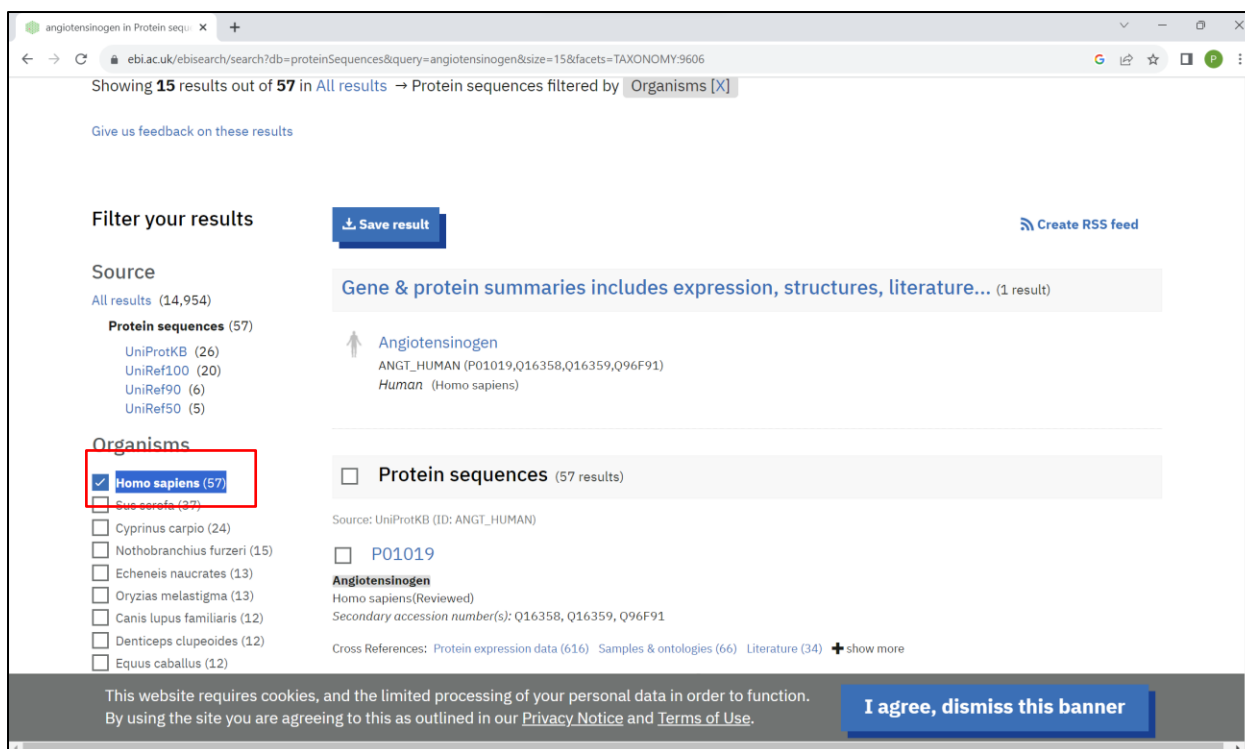 angiotensinogen in Protein sequ
ebi.ac.uk/ebisearch/search?db=proteinSequences&query=angiotensinogen&size=15&facets=TAXONOMY:9606
G
P
Showing 15 results out of 57 in All results → Protein sequences filtered by Organisms [X]
Give us feedback on these results
Filter your results
Save result
Create RSS feed
Source
All results (14,954)
Protein sequences (57)
UniProtKB (26)
UniRef100 (20)
UniRef90 (6)
UniRef50 (5)
Organisms
Homo sapiens (57)
Sus scrofa (37)
Cyprinus carpio (24)
Nothobranchius furzeri (15)
Echeneis naucrates (13)
Oryzias melastigma (13)
Canis lupus familiaris (12)
Denticeps clupeoides (12)
Equus caballus (12)
Gene & protein summaries includes expression, structures, literature... (1 result)
Angiotensinogen
ANGT_HUMAN (P01019,Q16358,Q16359,Q96F91)
Human (Homo sapiens)
Protein sequences (57 results)
Source: UniProtKB (ID: ANGT_HUMAN)
P01019
Angiotensinogen
Homo sapiens(Reviewed)
Secondary accession number(s): Q16358, Q16359, Q96F91
Cross References: Protein expression data (616) Samples & ontologies (66) Literature (34) show more
This website requires cookies, and the limited processing of your personal data in order to function.
By using the site you are agreeing to this as outlined in our Privacy Notice and Terms of Use.
I agree, dismiss this banner